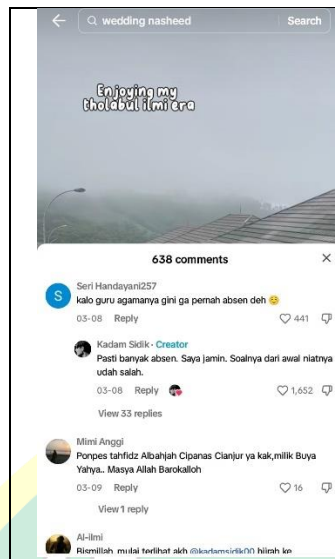 wedding nasheed Search
Enjoying my
tholabul ilmi era
638 comments
S
Seri Handayani257
kalo guru agamanya gini ga pernah absen deh 😊
03-08 Reply 441
Kadam Sidik · Creator
Pasti banyak absen. Saya jamin. Soalnya dari awal niatnya
udah salah.
03-08 Reply 1,652
View 33 replies
Mimi Anggi
Ponpes tahfidz Albahjah Cipanas Cianjur ya kak,milik Buya
Yahya.. Masya Allah Barokalloh
03-09 Reply 16
View 1 reply
Al-ilmi
Bismillah mulai terlihat akh @kadamsidik00 hijrah ke